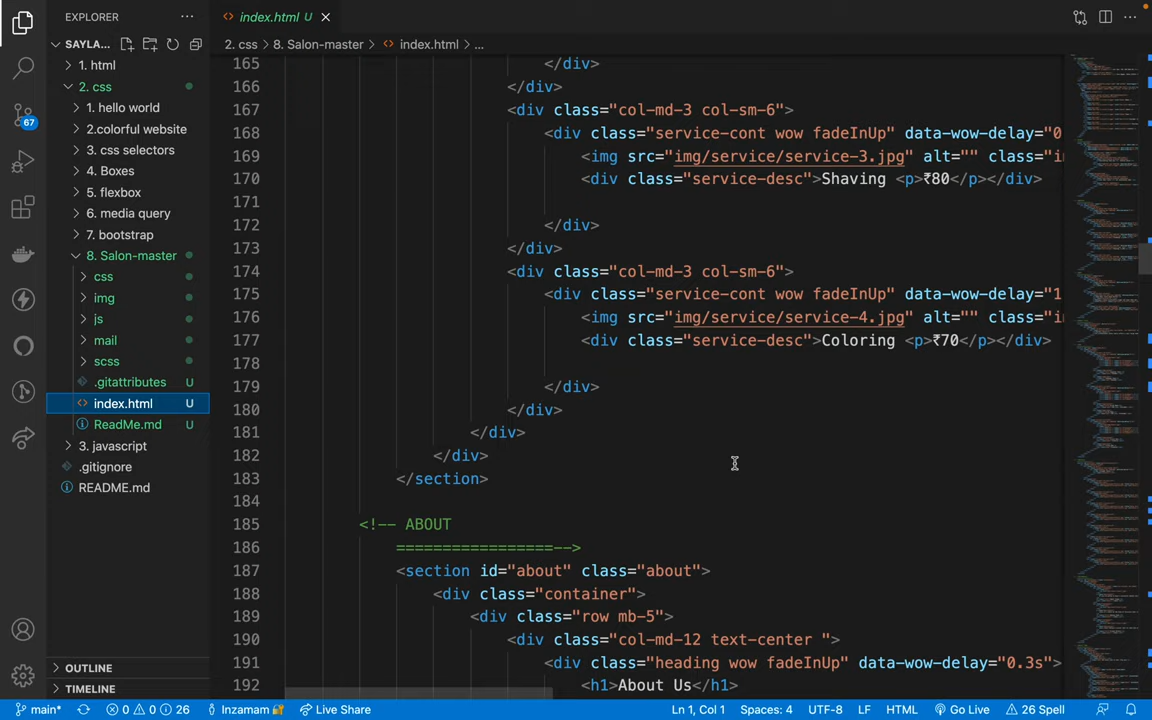 EXPLORER
index.html U
SAYLA...
2. css > 8. Salon-master > index.html > ...
1. html
2. css
1. hello world
2.colorful website
3. css selectors
4. Boxes
5. flexbox
6. media query
7. bootstrap
8. Salon-master
css
img
js
mail
scss
.gitattributes U
index.html U
ReadMe.md U
3. javascript
.gitignore
README.md
67
OUTLINE
TIMELINE
165 </div>
166 </div>
167 <div class="col-md-3 col-sm-6">
168 <div class="service-cont wow fadeInUp" data-wow-delay="0
169 <img src="img/service/service-3.jpg" alt="" class="i
170 <div class="service-desc">Shaving <p>₹80</p></div>
171
172 </div>
173 </div>
174 <div class="col-md-3 col-sm-6">
175 <div class="service-cont wow fadeInUp" data-wow-delay="1
176 <img src="img/service/service-4.jpg" alt="" class="i
177 <div class="service-desc">Coloring <p>₹70</p></div>
178
179 </div>
180 </div>
181 </div>
182 </div>
183 </section>
184
185 <!-- ABOUT
186 =================-->
187 <section id="about" class="about">
188 <div class="container">
189 <div class="row mb-5">
190 <div class="col-md-12 text-center ">
191 <div class="heading wow fadeInUp" data-wow-delay="0.3s">
192 <h1>About Us</h1>
main* 0 0 26 Inzamam Live Share Ln 1, Col 1 Spaces: 4 UTF-8 LF HTML Go Live 26 Spell